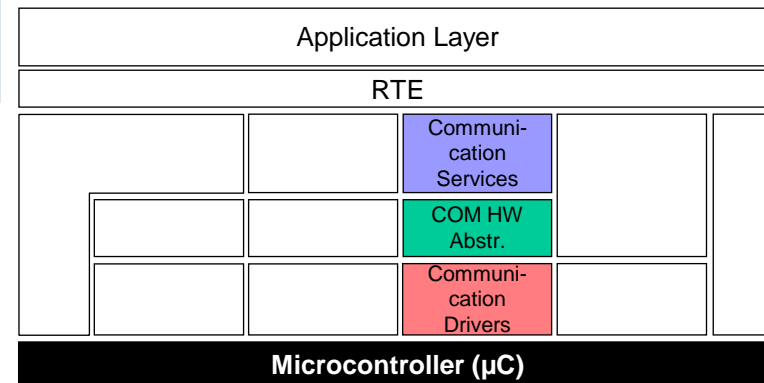 Application Layer
RTE
Communi-
cation
Services
COM HW
Abstr.
Communi-
cation
Drivers
Microcontroller (µC)